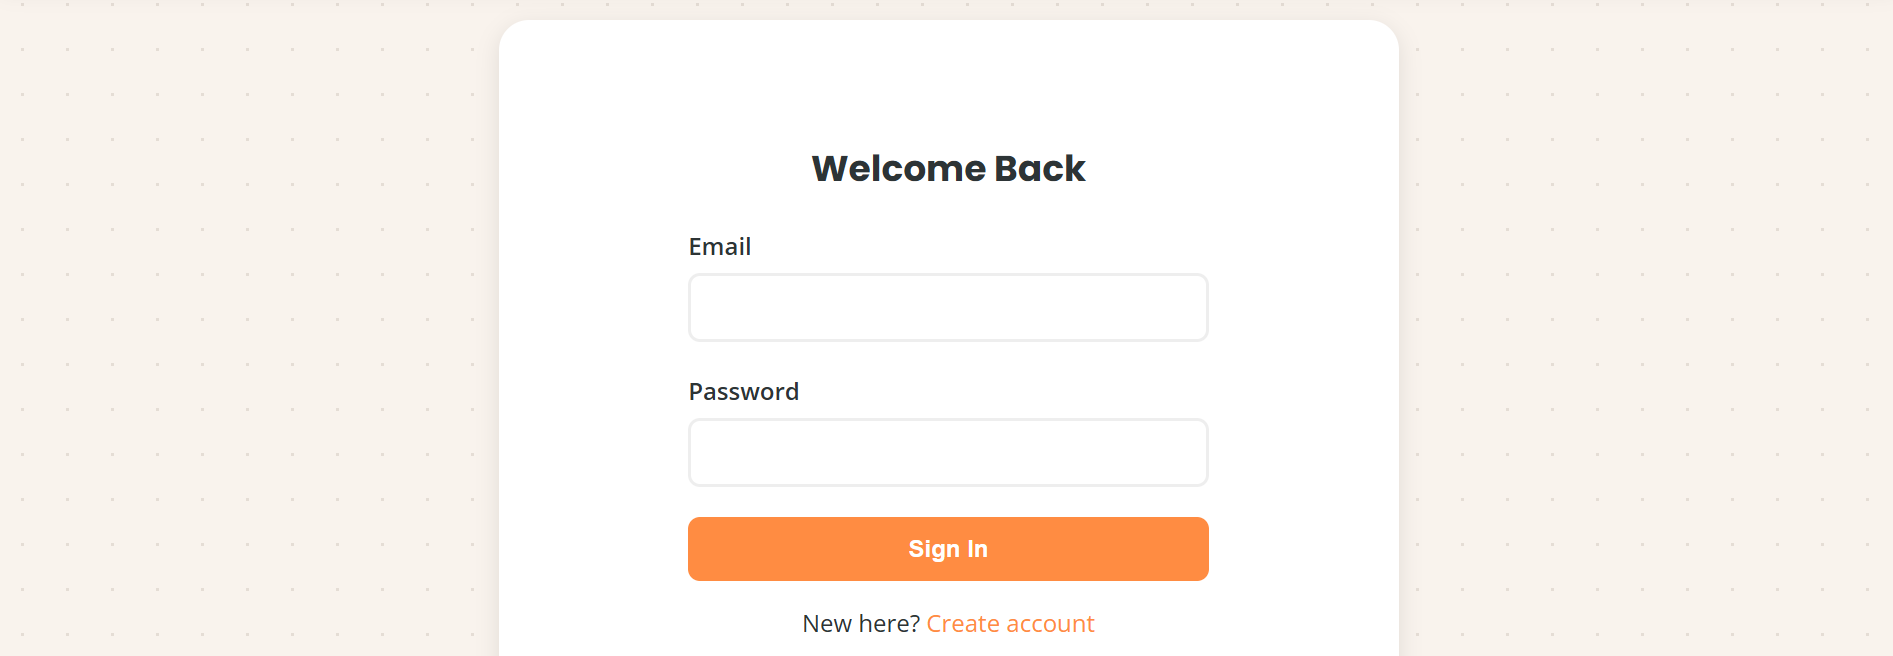 Welcome Back
Email
Password
Sign In
New here? Create account